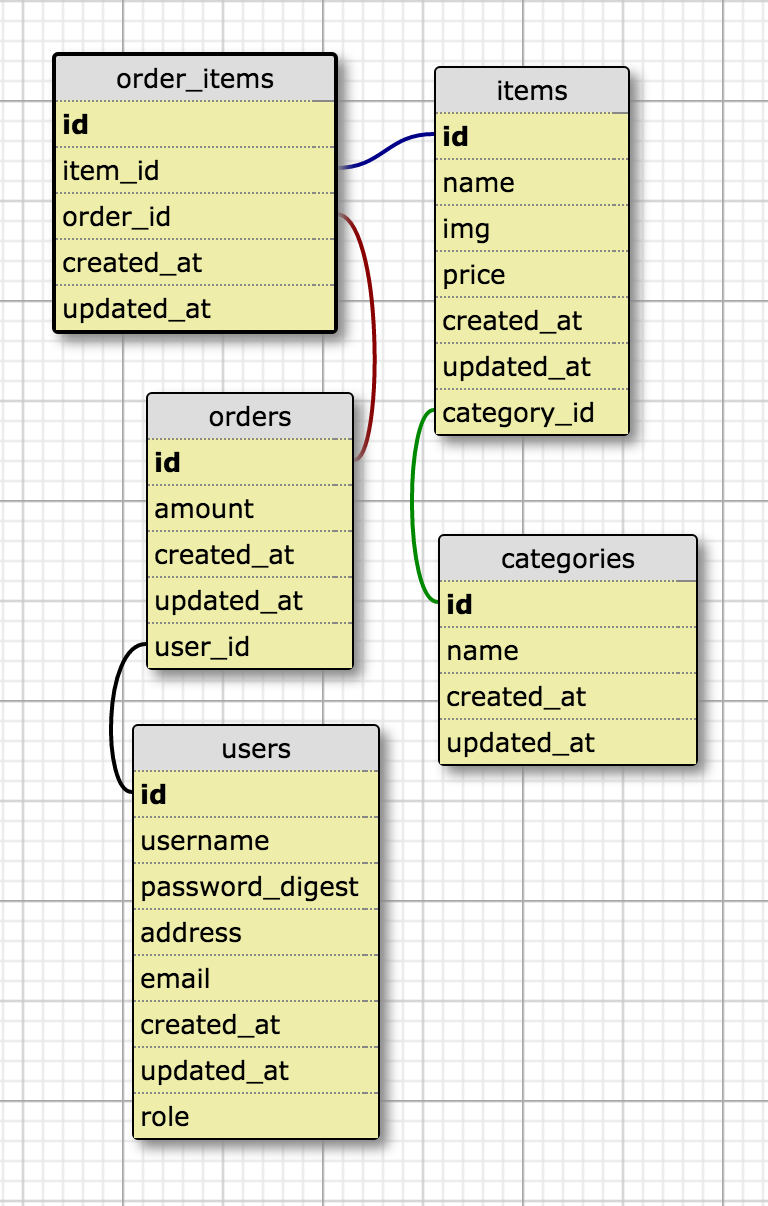 order_items
id
item_id
order_id
created_at
updated_at
items
id
name
img
price
created_at
updated_at
category_id
orders
id
amount
created_at
updated_at
user_id
categories
id
name
created_at
updated_at
users
id
username
password_digest
address
email
created_at
updated_at
role